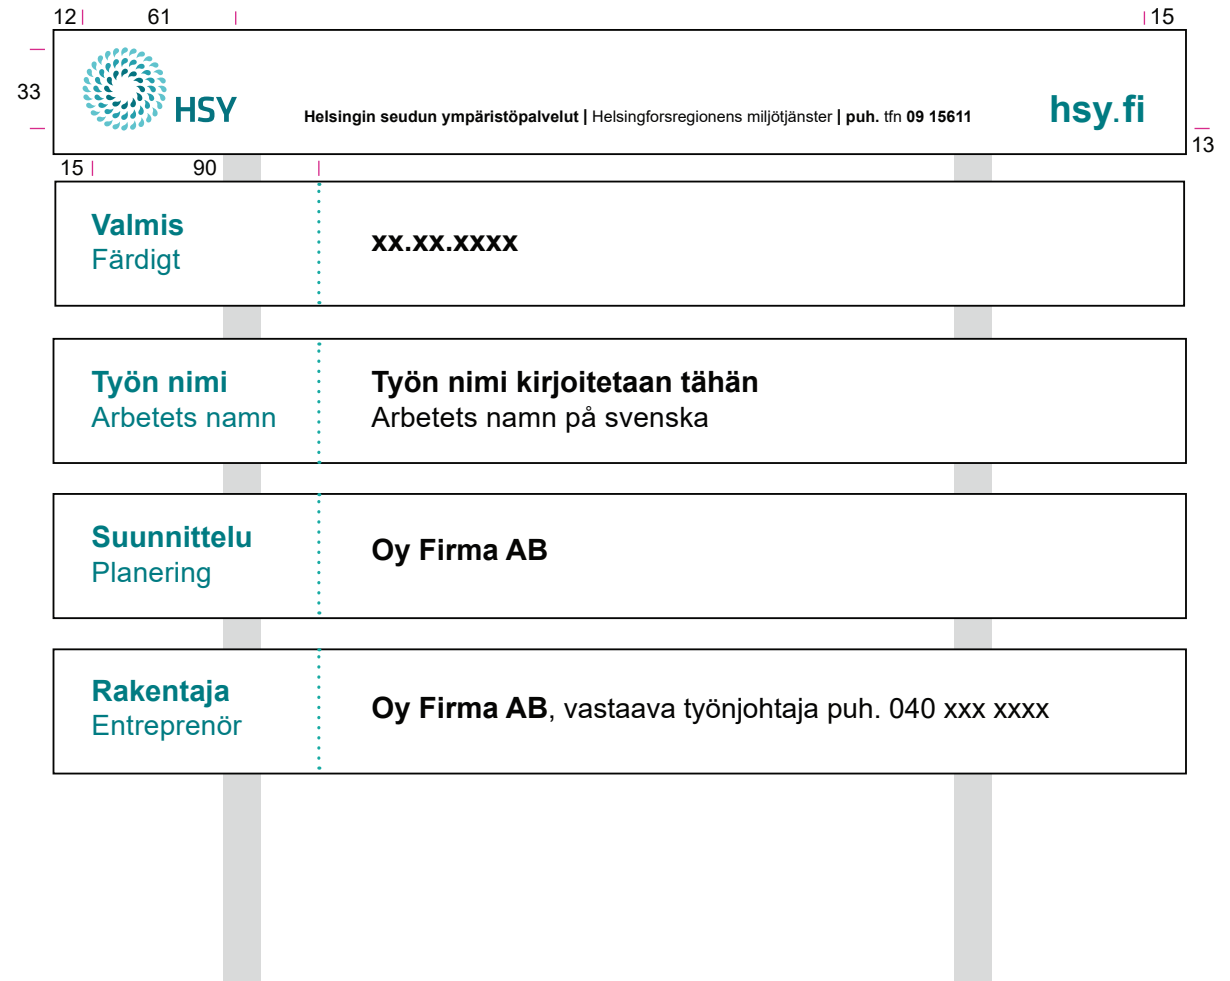 12 61 15
33
HSY
Helsingin seudun ympäristöpalvelut | Helsingforsregionens miljötjänster | puh. tfn 09 15611
hsy.fi
13
15 90
Valmis
Färdigt
xx.xx.xxxx
Työn nimi
Arbetets namn
Työn nimi kirjoitetaan tähän
Arbetets namn på svenska
Suunnittelu
Planering
Oy Firma AB
Rakentaja
Entreprenör
Oy Firma AB, vastaava työnjohtaja puh. 040 xxx xxxx